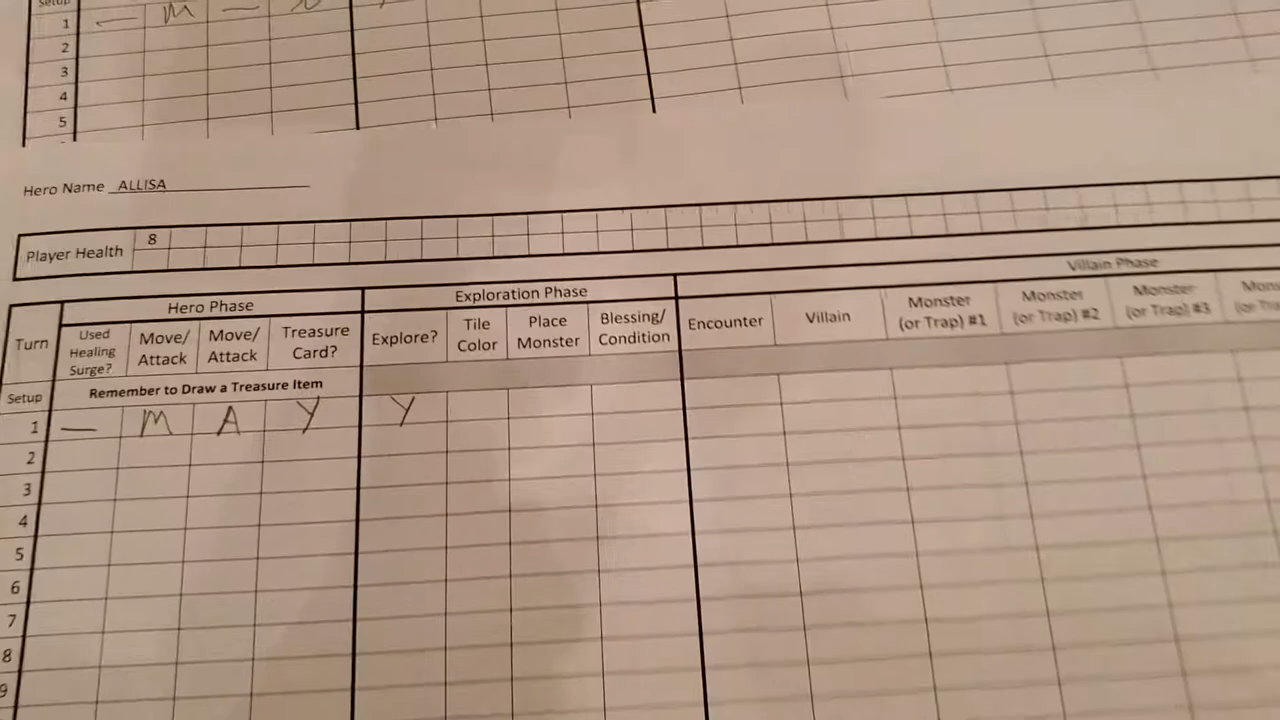 Setup
1 — M —
2
3
4
5
Hero Name ALLISA
Player Health 8
Villain Phase
Hero Phase Exploration Phase
Turn Used Healing Surge? Move/ Attack Move/ Attack Treasure Card? Explore? Tile Color Place Monster Blessing/ Condition Encounter Villain Monster (or Trap) #1 Monster (or Trap) #2 Monster (or Trap) #3
Setup Remember to Draw a Treasure Item
1 — M A Y Y
2
3
4
5
6
7
8
9